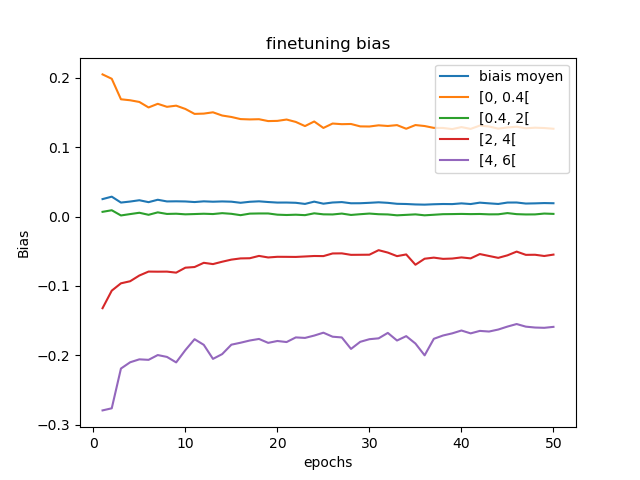 finetuning bias
biais moyen
[0, 0.4[
[0.4, 2[
[2, 4[
[4, 6[
Bias
0.2
0.1
0.0
−0.1
−0.2
−0.3
0 10 20 30 40 50
epochs